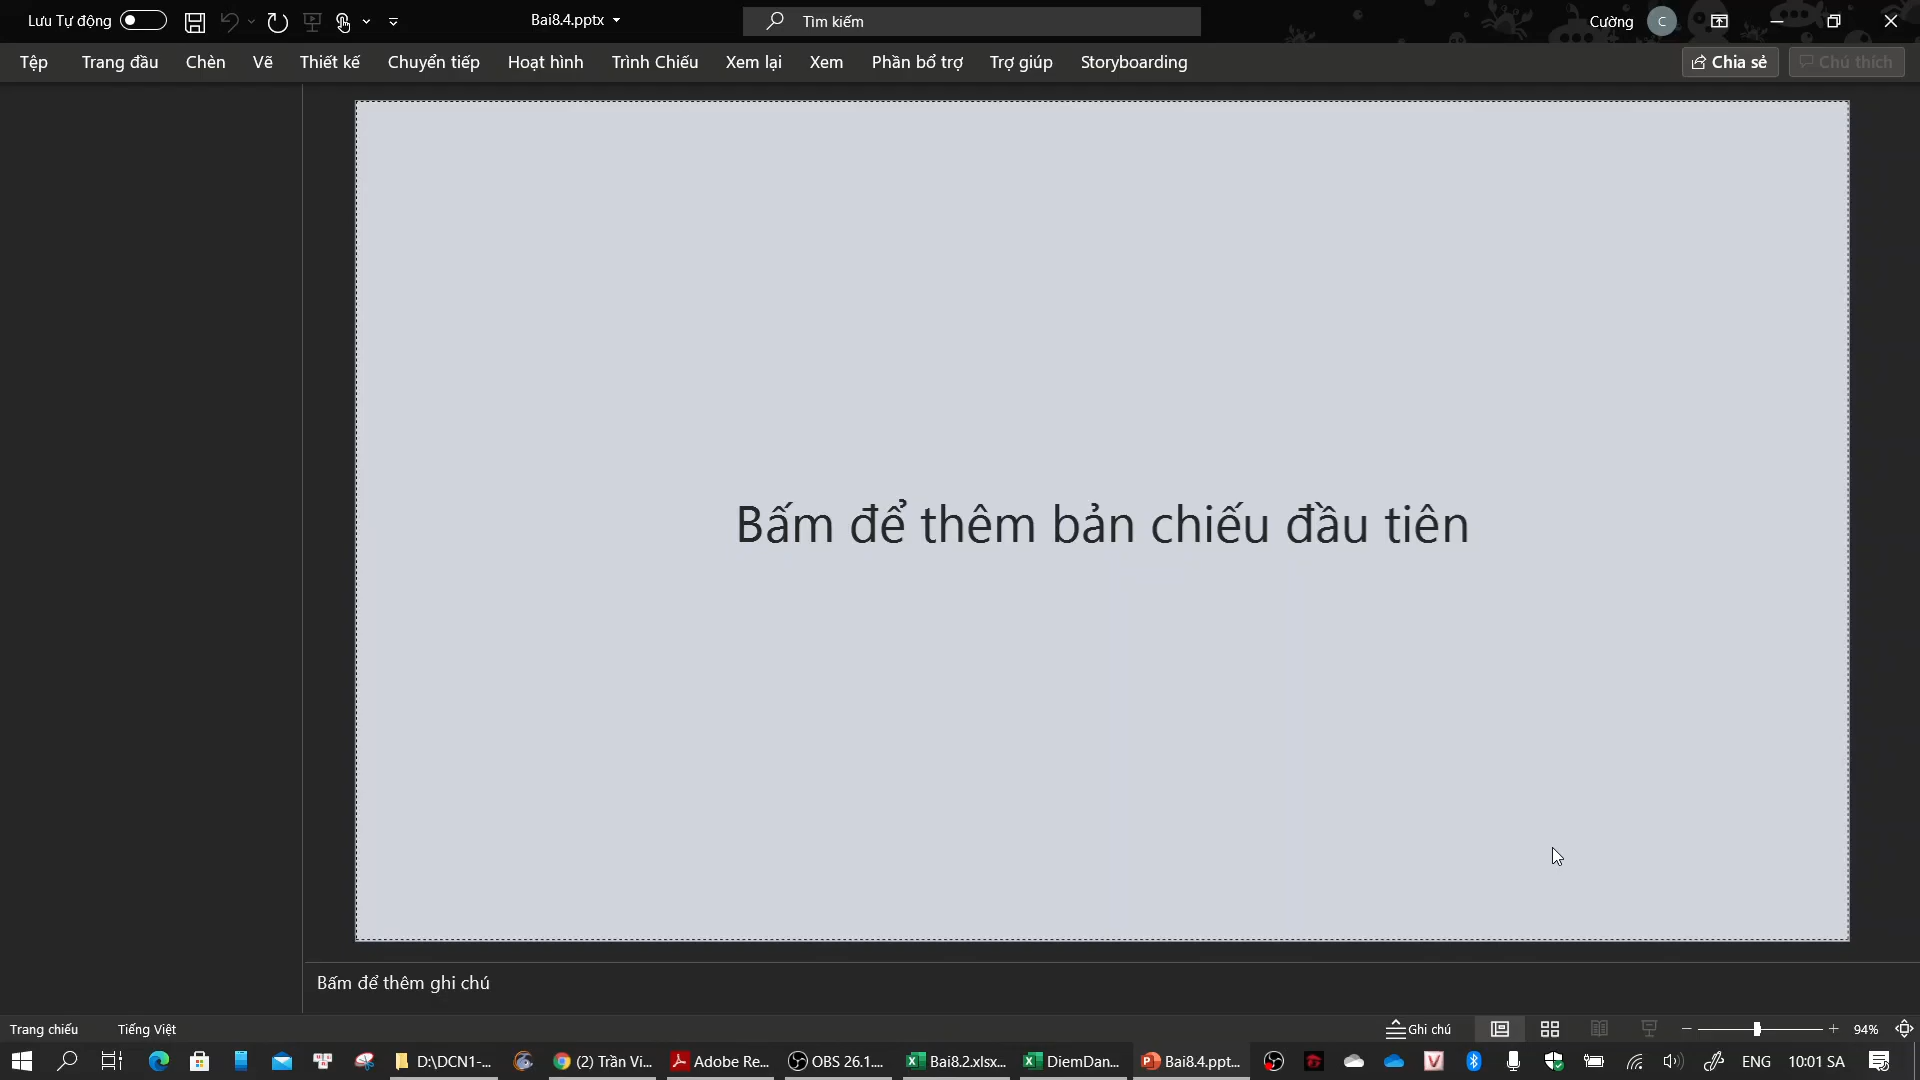 Lưu Tự động
Bai8.4.pptx
Tìm kiếm
Cường
C
Tệp
Trang đầu
Chèn
Vẽ
Thiết kế
Chuyển tiếp
Hoạt hình
Trình Chiếu
Xem lại
Xem
Phần bổ trợ
Trợ giúp
Storyboarding
Chia sẻ
Chú thích
Bấm để thêm bản chiếu đầu tiên
Bấm để thêm ghi chú
Trang chiếu
Tiếng Việt
Ghi chú
94%
D:\DCN1-...
(2) Trần Vi...
Adobe Re...
OBS 26.1....
Bai8.2.xlsx...
DiemDan...
Bai8.4.ppt...
ENG
10:01 SA